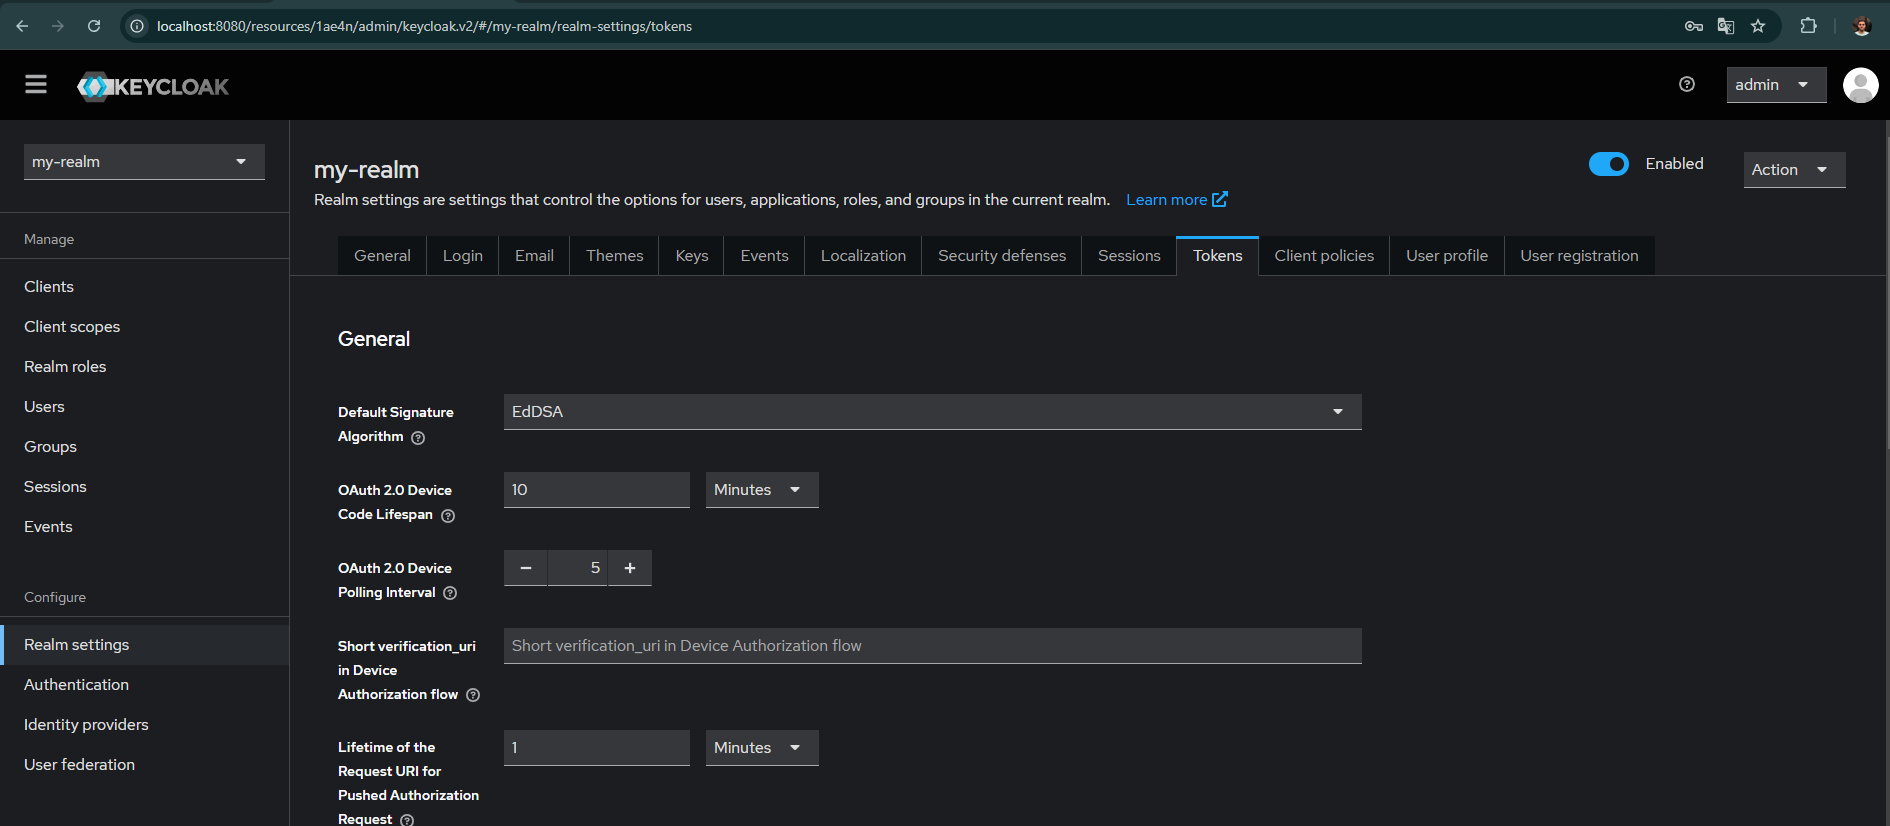 localhost:8080/resources/1ae4n/admin/keycloak.v2/#/my-realm/realm-settings/tokens
KEYCLOAK
admin
my-realm
Manage
Clients
Client scopes
Realm roles
Users
Groups
Sessions
Events
Configure
Realm settings
Authentication
Identity providers
User federation
my-realm
Enabled
Action
Realm settings are settings that control the options for users, applications, roles, and groups in the current realm. Learn more
General Login Email Themes Keys Events Localization Security defenses Sessions Tokens Client policies User profile User registration
General
Default Signature
Algorithm
EdDSA
OAuth 2.0 Device
Code Lifespan
10 Minutes
OAuth 2.0 Device
Polling Interval
− 5 +
Short verification_uri
in Device
Authorization flow
Short verification_uri in Device Authorization flow
Lifetime of the
Request URI for
Pushed Authorization
Request
1 Minutes